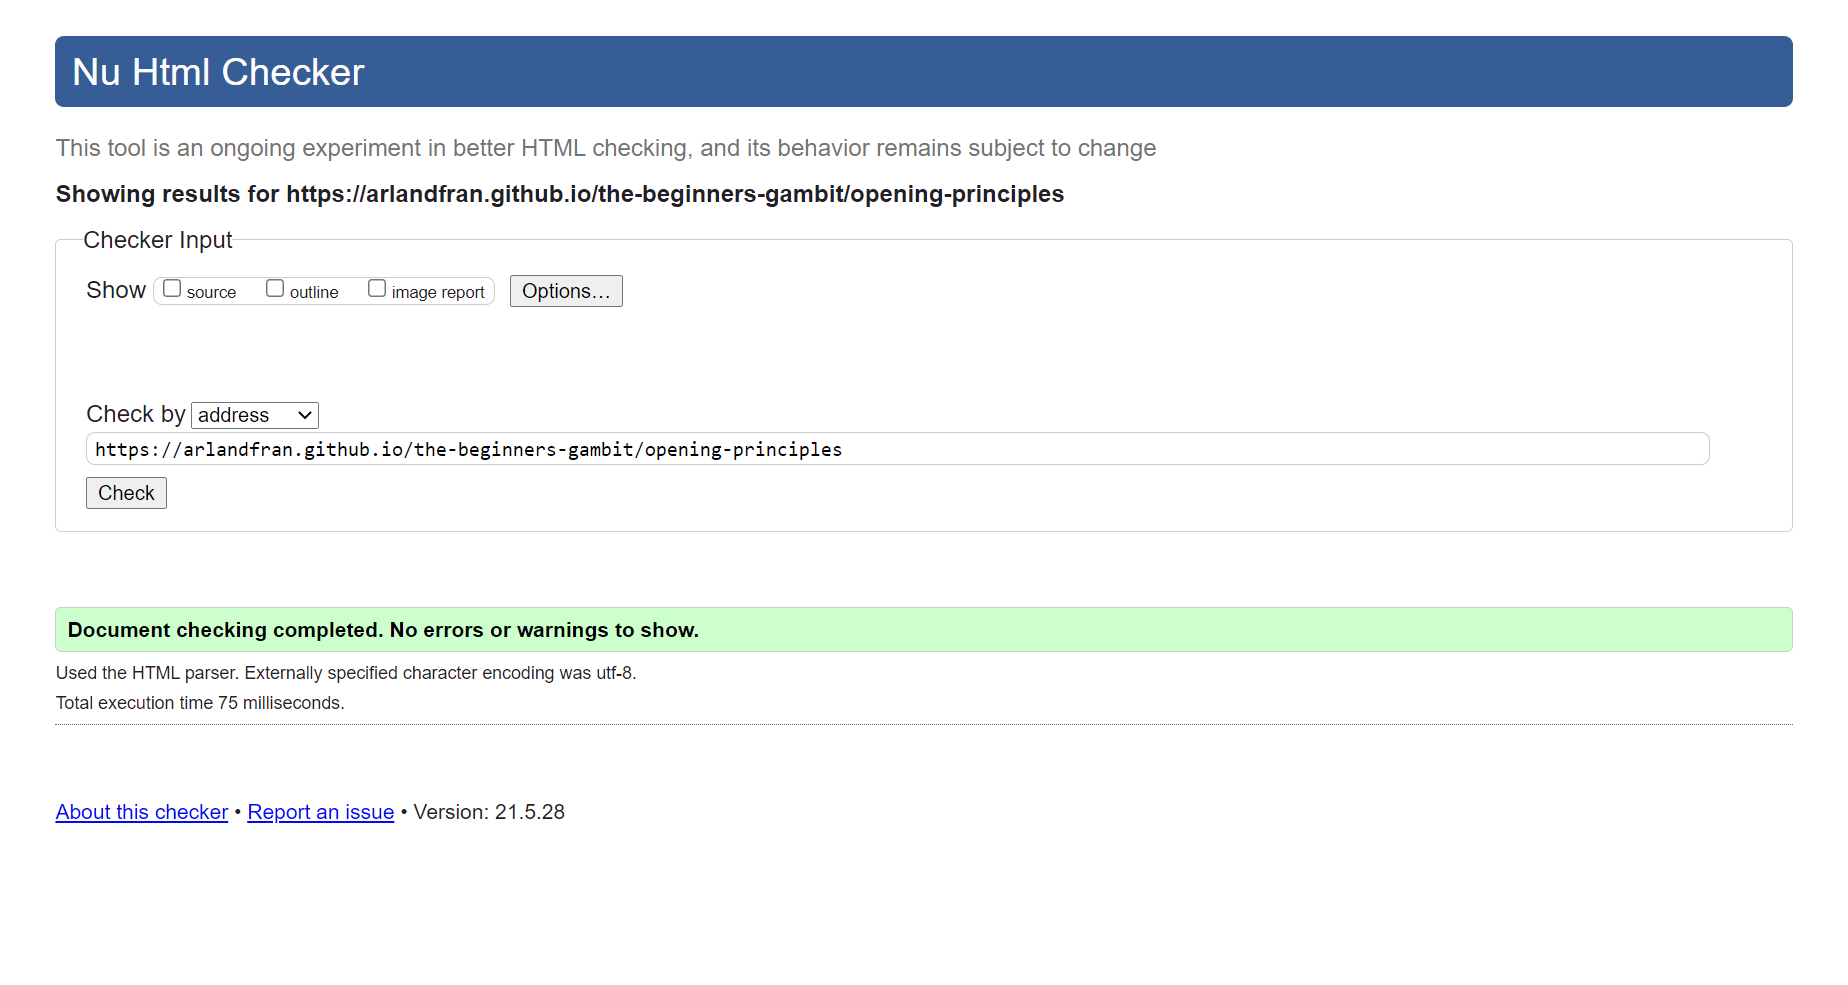 Nu Html Checker
This tool is an ongoing experiment in better HTML checking, and its behavior remains subject to change
Showing results for https://arlandfran.github.io/the-beginners-gambit/opening-principles
Checker Input
Show source outline image report Options…
Check by address
https://arlandfran.github.io/the-beginners-gambit/opening-principles
Check
Document checking completed. No errors or warnings to show.
Used the HTML parser. Externally specified character encoding was utf-8.
Total execution time 75 milliseconds.
About this checker • Report an issue • Version: 21.5.28